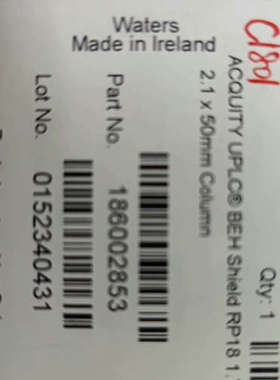 C1801
Waters
Made in Ireland
Qty: 1
ACQUITY UPLC® BEH Shield RP18 1.
2.1 x 50mm Column
Part No. 186002853
Lot No. 0152340431